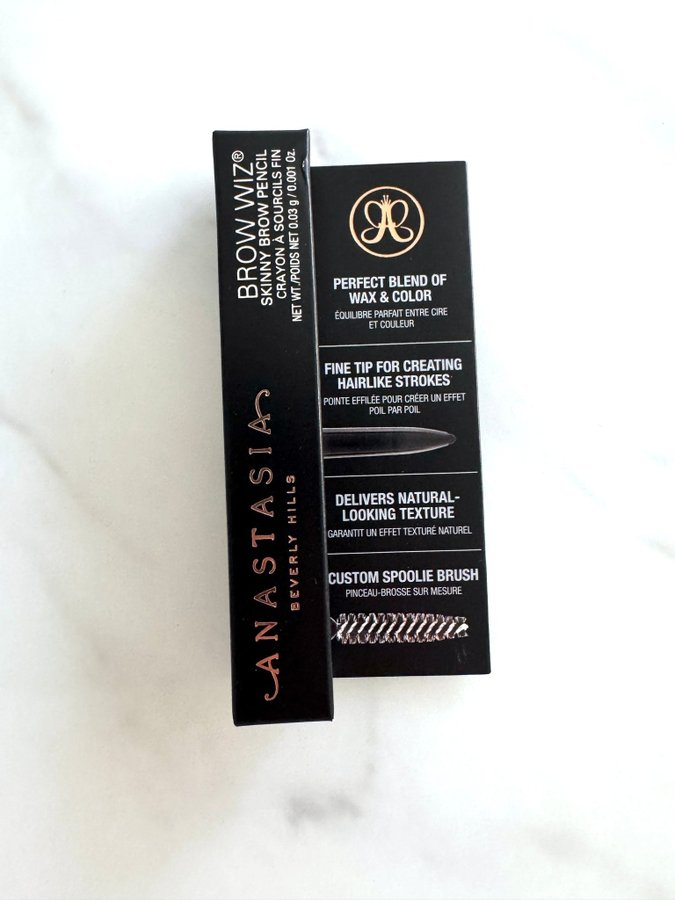 BROW WIZ®
SKINNY BROW PENCIL
CRAYON À SOURCILS FIN
NET WT./POIDS NET 0.03 g / 0.001 Oz.
ANASTASIA
BEVERLY HILLS
PERFECT BLEND OF
WAX & COLOR
ÉQUILIBRE PARFAIT ENTRE CIRE
ET COULEUR
FINE TIP FOR CREATING
HAIRLIKE STROKES
POINTE EFFILÉE POUR CRÉER UN EFFET
POIL PAR POIL
DELIVERS NATURAL-
LOOKING TEXTURE
GARANTIT UN EFFET TEXTURÉ NATUREL
CUSTOM SPOOLIE BRUSH
PINCEAU-BROSSE SUR MESURE